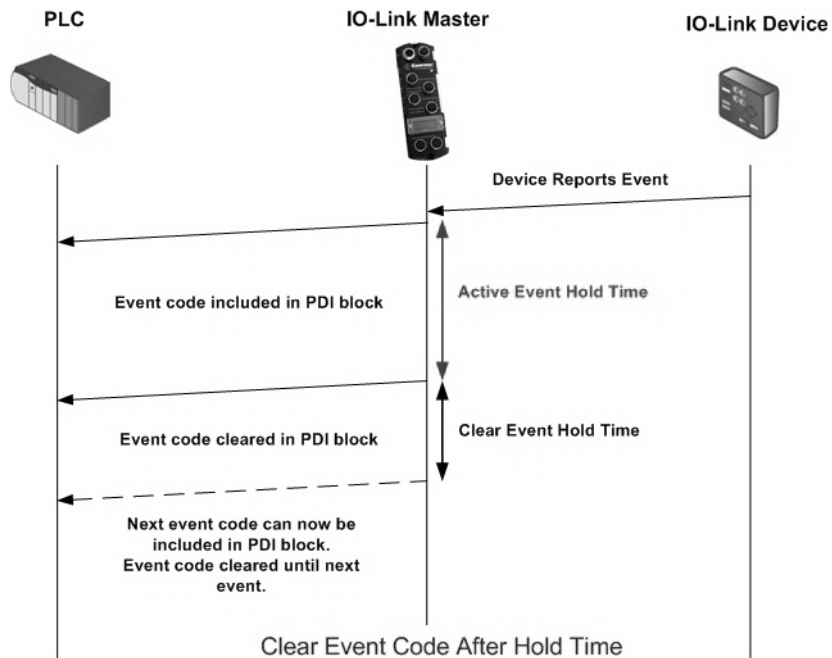 PLC
IO-Link Master
IO-Link Device
Device Reports Event
Event code included in PDI block
Active Event Hold Time
Event code cleared in PDI block
Clear Event Hold Time
Next event code can now be
included in PDI block.
Event code cleared until next
event.
Clear Event Code After Hold Time